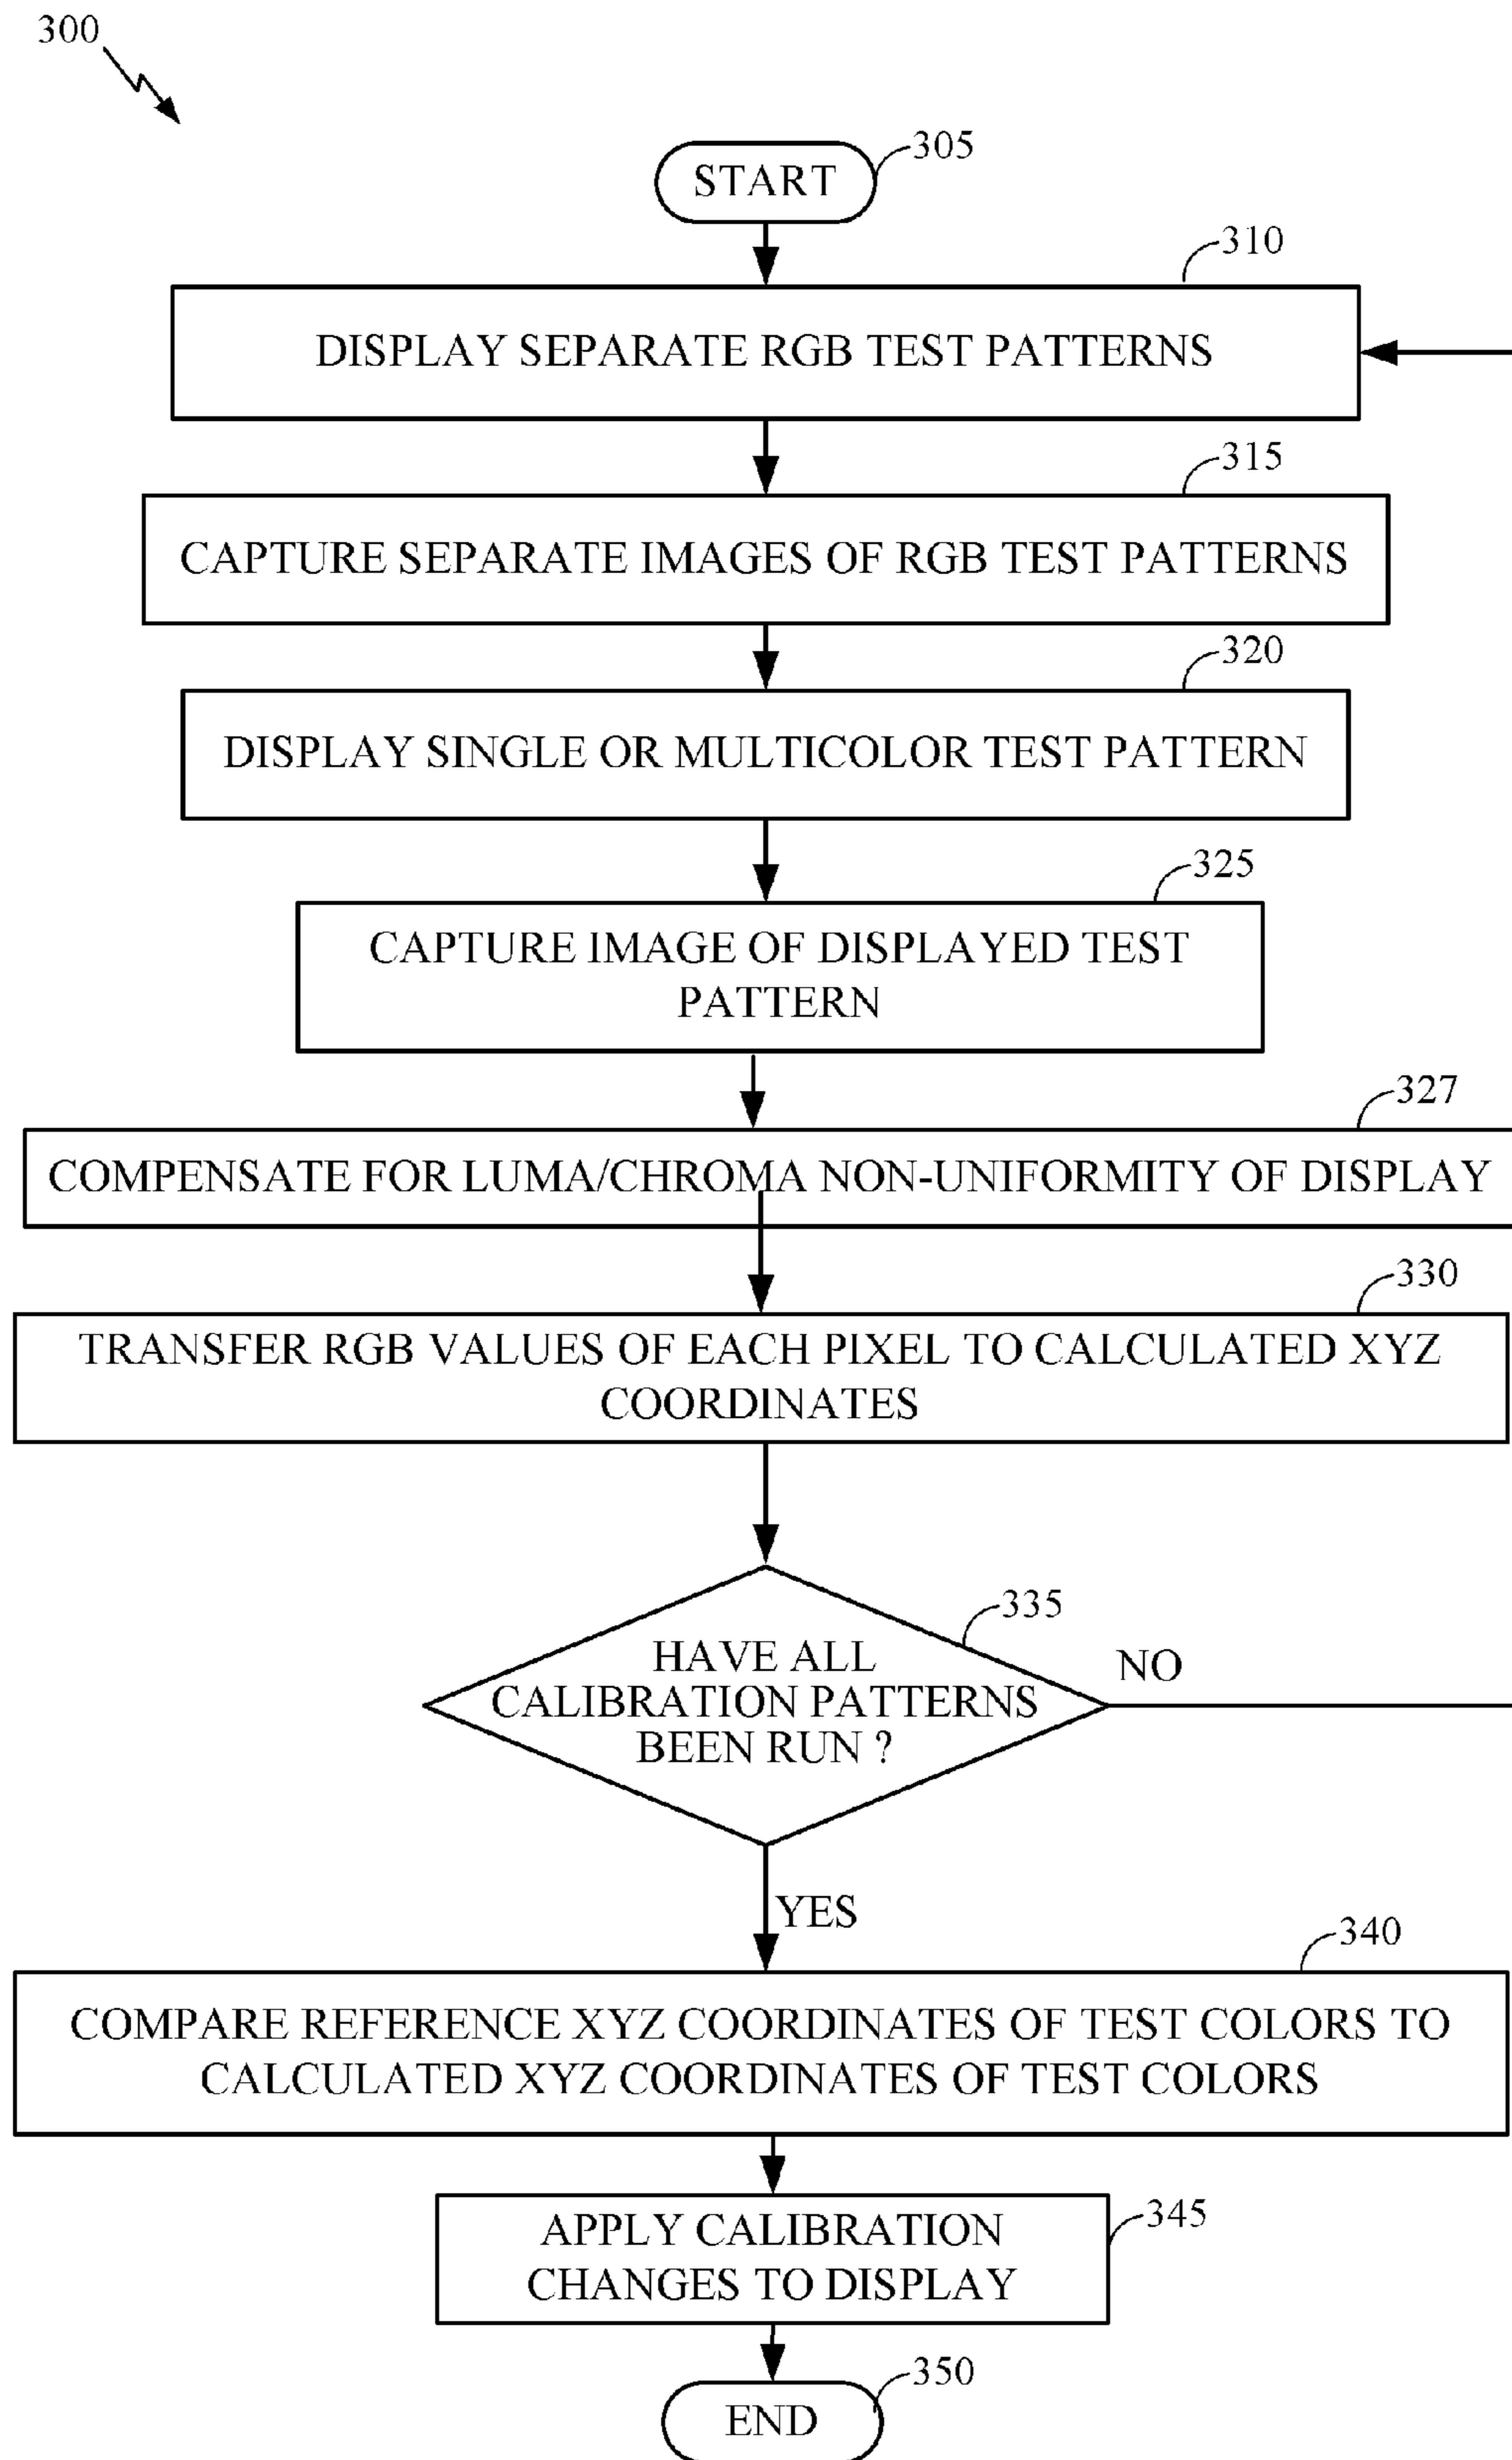 300
START
305
310
DISPLAY SEPARATE RGB TEST PATTERNS
315
CAPTURE SEPARATE IMAGES OF RGB TEST PATTERNS
320
DISPLAY SINGLE OR MULTICOLOR TEST PATTERN
325
CAPTURE IMAGE OF DISPLAYED TEST
PATTERN
327
COMPENSATE FOR LUMA/CHROMA NON-UNIFORMITY OF DISPLAY
330
TRANSFER RGB VALUES OF EACH PIXEL TO CALCULATED XYZ
COORDINATES
335
HAVE ALL
CALIBRATION PATTERNS
BEEN RUN ?
NO
YES
340
COMPARE REFERENCE XYZ COORDINATES OF TEST COLORS TO
CALCULATED XYZ COORDINATES OF TEST COLORS
345
APPLY CALIBRATION
CHANGES TO DISPLAY
350
END